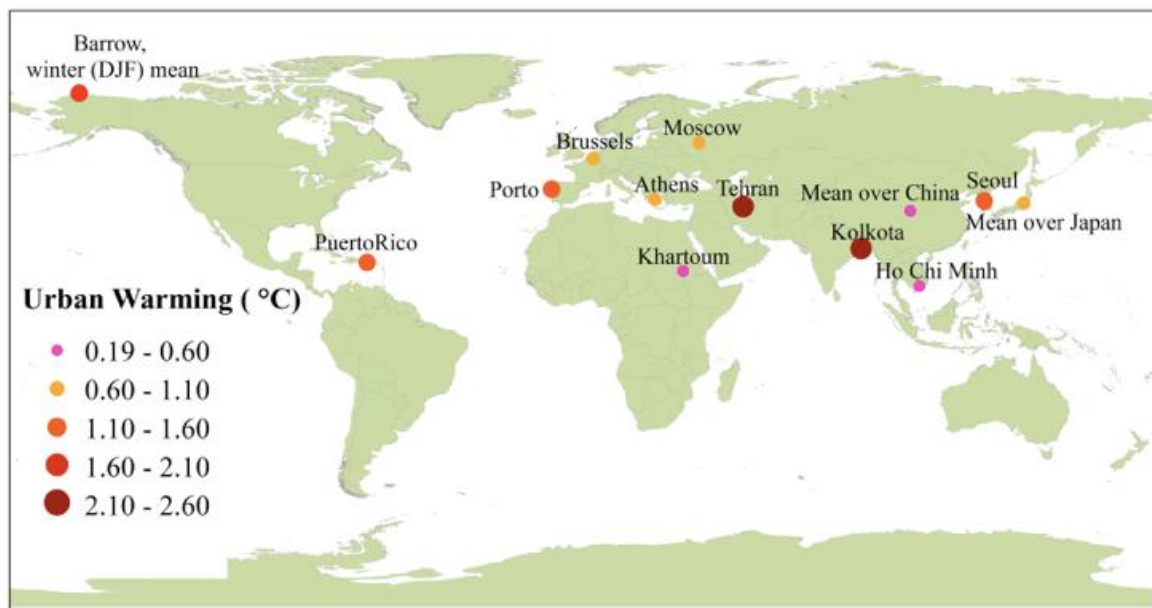 Barrow,
winter (DJF) mean
Moscow
Brussels
Porto
Athens
Tehran
Mean over China
Seoul
Mean over Japan
Kolkota
PuertoRico
Khartoum
Ho Chi Minh
Urban Warming ( °C)
0.19 - 0.60
0.60 - 1.10
1.10 - 1.60
1.60 - 2.10
2.10 - 2.60